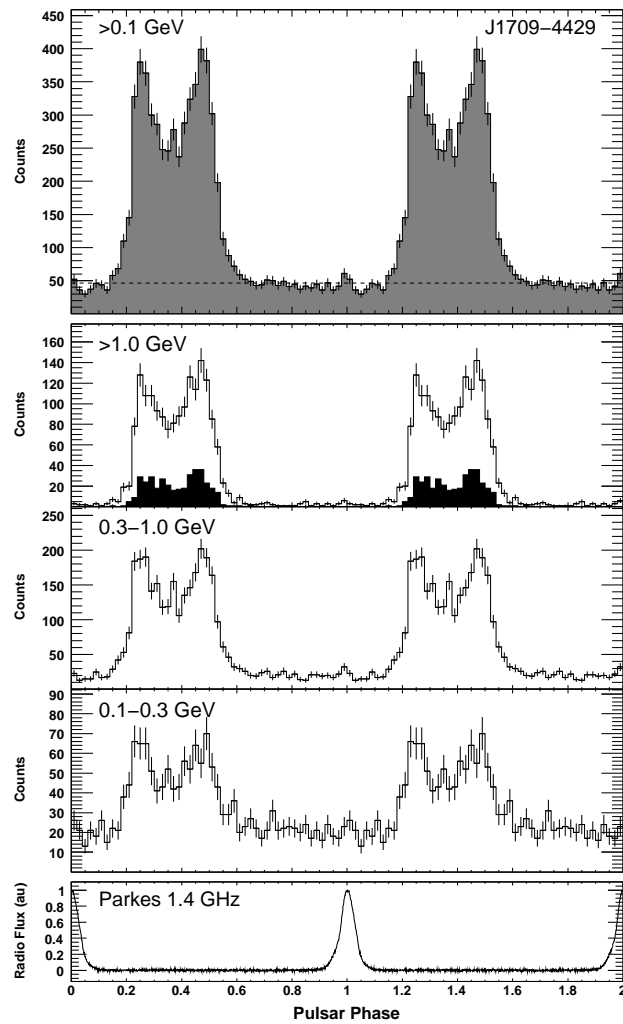 >0.1 GeV
J1709−4429
450
400
350
300
250
200
150
100
50
Counts
>1.0 GeV
160
140
120
100
80
60
40
20
Counts
0.3−1.0 GeV
250
200
150
100
50
Counts
0.1−0.3 GeV
90
80
70
60
50
40
30
20
10
Counts
Parkes 1.4 GHz
1
0.8
0.6
0.4
0.2
0
Radio Flux (au)
0 0.2 0.4 0.6 0.8 1 1.2 1.4 1.6 1.8 2
Pulsar Phase